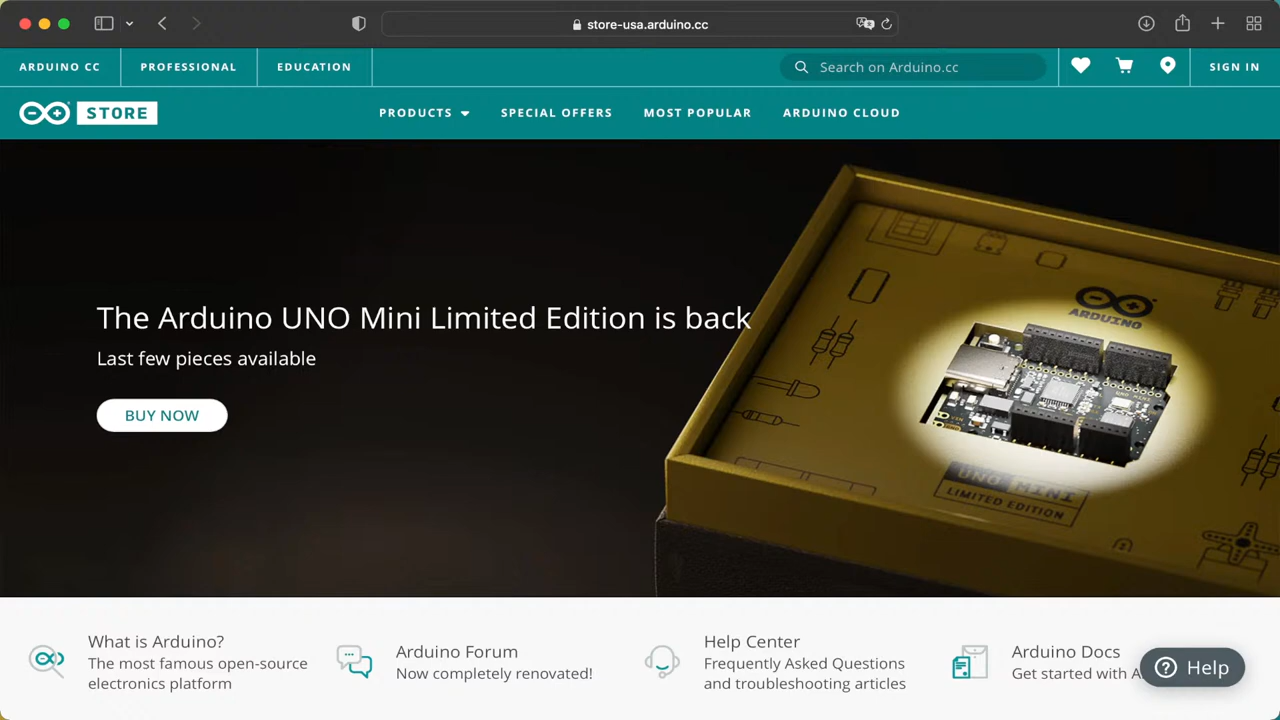 store-usa.arduino.cc
ARDUINO CC
PROFESSIONAL
EDUCATION
Search on Arduino.cc
SIGN IN
STORE
PRODUCTS
SPECIAL OFFERS
MOST POPULAR
ARDUINO CLOUD
The Arduino UNO Mini Limited Edition is back
Last few pieces available
BUY NOW
ARDUINO
UNO MINI
UNO MINI
LIMITED EDITION
What is Arduino?
The most famous open-source
electronics platform
Arduino Forum
Now completely renovated!
Help Center
Frequently Asked Questions
and troubleshooting articles
Arduino Docs
Get started with A
Help